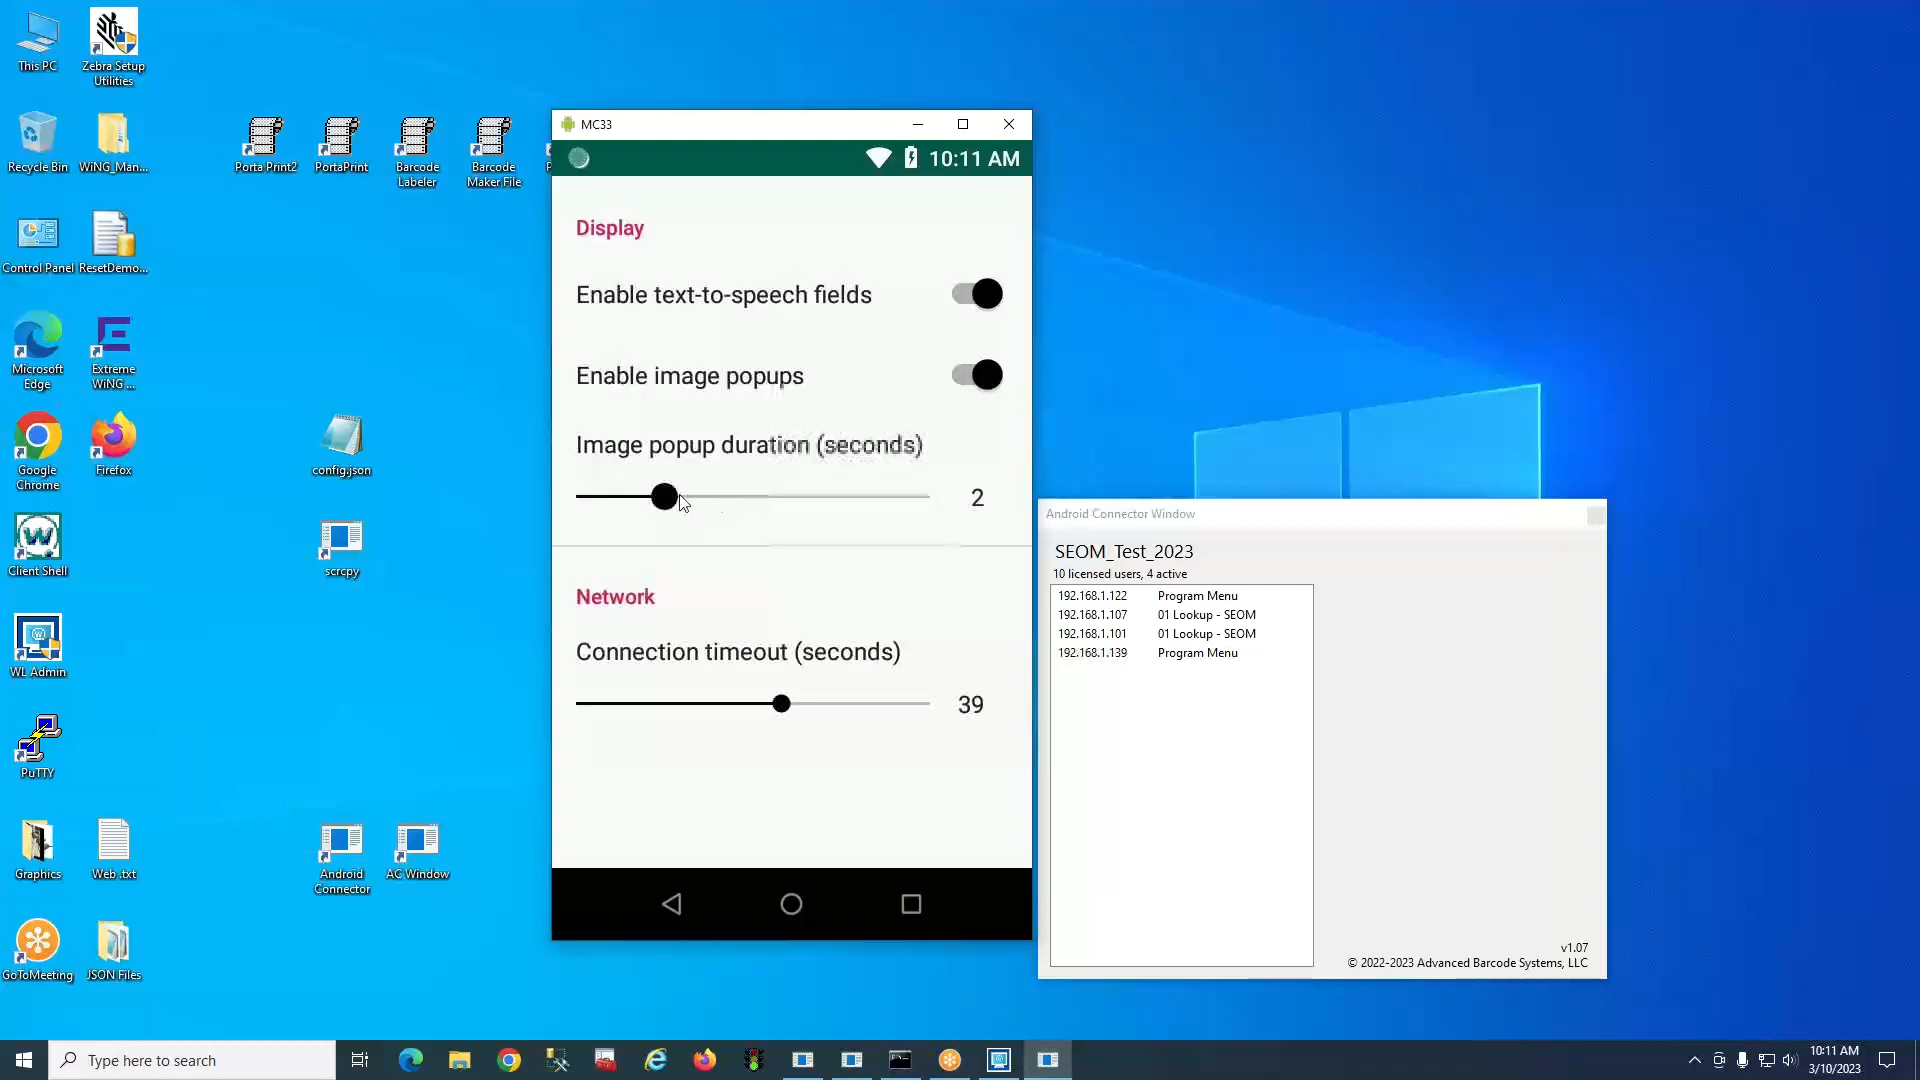 This PC
Zebra Setup
Utilities
Recycle Bin
WiNG_Man...
Porta Print2
PortaPrint
Barcode
Labeler
Barcode
Maker File
Control Panel
ResetDemo...
Microsoft
Edge
Extreme
WiNG ...
Google
Chrome
Firefox
config.json
Client Shell
scrcpy
WL Admin
PuTTY
Graphics
Web .txt
Android
Connector
AC Window
GoToMeeting
JSON Files
MC33
10:11 AM
Display
Enable text-to-speech fields
Enable image popups
Image popup duration (seconds)
2
Network
Connection timeout (seconds)
39
Android Connector Window
SEOM_Test_2023
10 licensed users, 4 active
192.168.1.122 Program Menu
192.168.1.107 01 Lookup - SEOM
192.168.1.101 01 Lookup - SEOM
192.168.1.139 Program Menu
v1.07
© 2022-2023 Advanced Barcode Systems, LLC
Type here to search
10:11 AM
3/10/2023